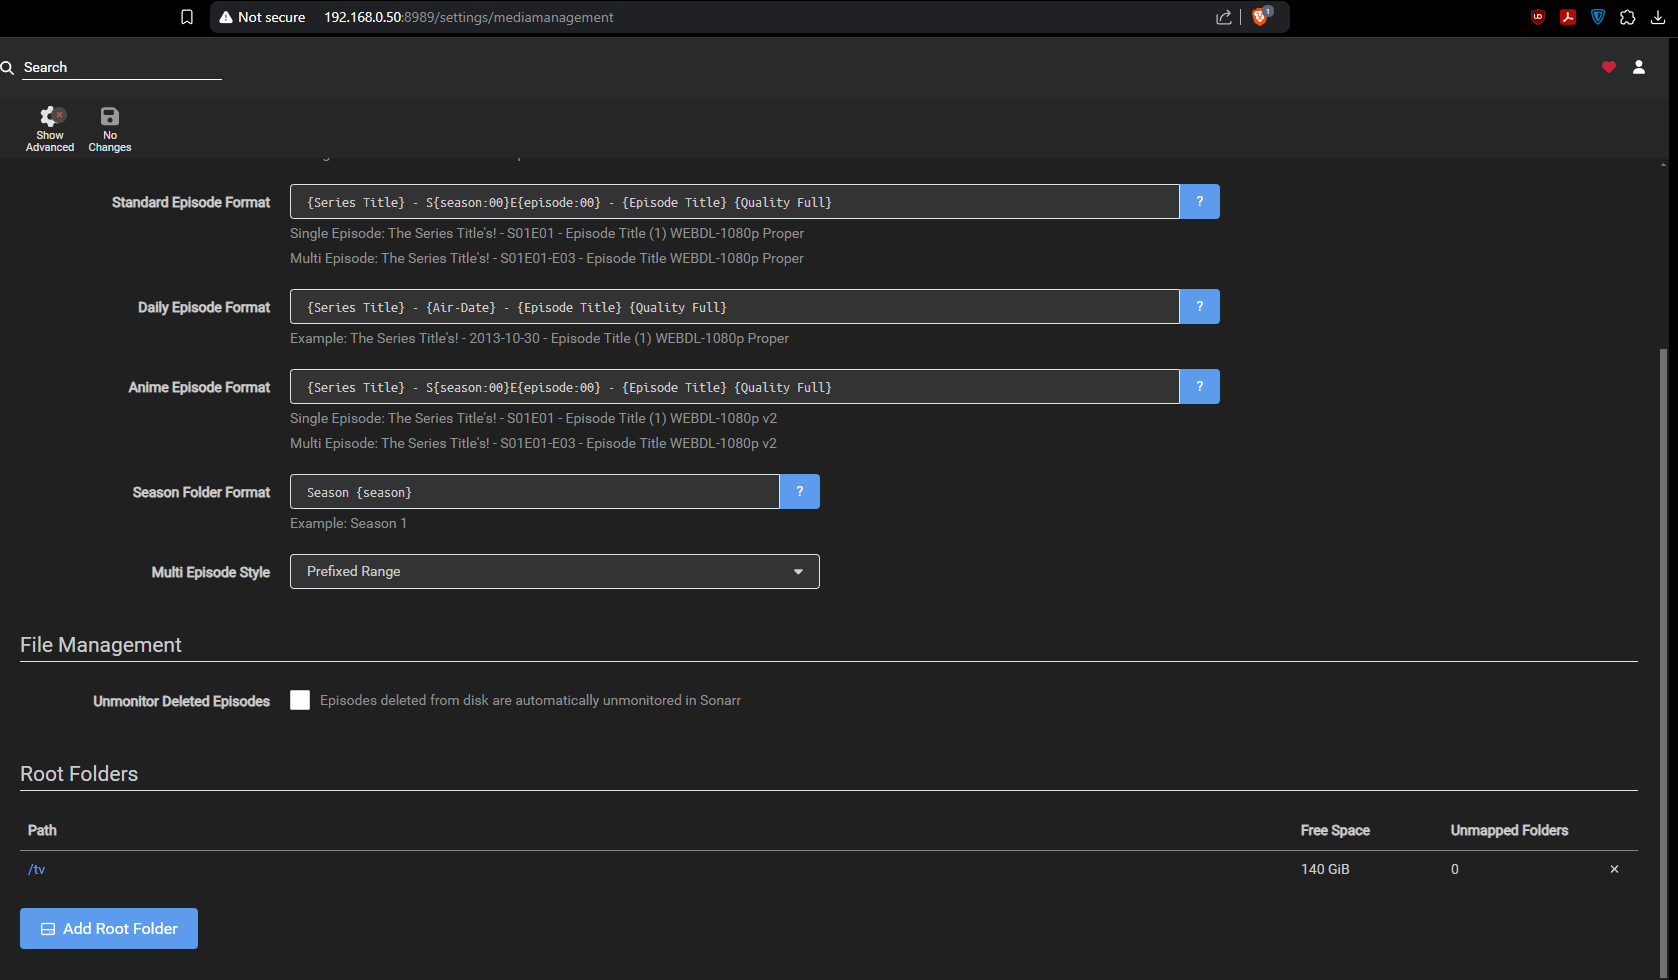 Not secure 192.168.0.50:8989/settings/mediamanagement
1
UD
Search
Show Advanced
No Changes
Standard Episode Format
{Series Title} - S{season:00}E{episode:00} - {Episode Title} {Quality Full}
?
Single Episode: The Series Title's! - S01E01 - Episode Title (1) WEBDL-1080p Proper
Multi Episode: The Series Title's! - S01E01-E03 - Episode Title WEBDL-1080p Proper
Daily Episode Format
{Series Title} - {Air-Date} - {Episode Title} {Quality Full}
?
Example: The Series Title's! - 2013-10-30 - Episode Title (1) WEBDL-1080p Proper
Anime Episode Format
{Series Title} - S{season:00}E{episode:00} - {Episode Title} {Quality Full}
?
Single Episode: The Series Title's! - S01E01 - Episode Title (1) WEBDL-1080p v2
Multi Episode: The Series Title's! - S01E01-E03 - Episode Title WEBDL-1080p v2
Season Folder Format
Season {season}
?
Example: Season 1
Multi Episode Style
Prefixed Range
File Management
Unmonitor Deleted Episodes
Episodes deleted from disk are automatically unmonitored in Sonarr
Root Folders
Path Free Space Unmapped Folders
/tv 140 GiB 0
Add Root Folder